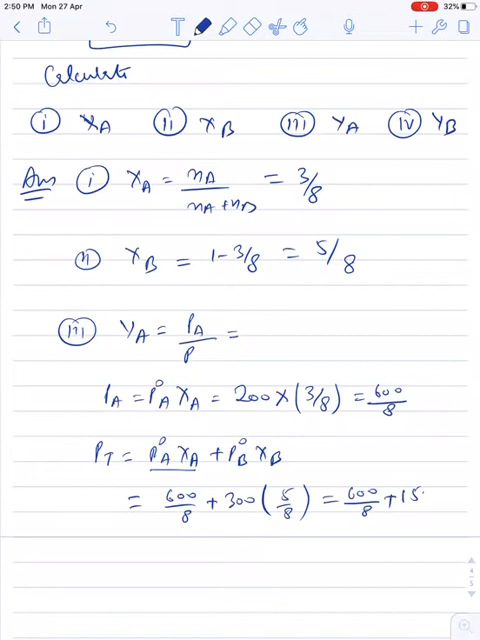 2:50 PM Mon 27 Apr 32%
Calculate
(i) XA (ii) XB (iii) YA (iv) YB
Ans (i) XA = nA / (nA + nB) = 3/8
(ii) XB = 1 - 3/8 = 5/8
(iii) YA = PA / P =
PA = P°A XA = 200 × (3/8) = 600/8
PT = P°A XA + P°B XB
= 600/8 + 300 (5/8) = 600/8 + 15
4/5